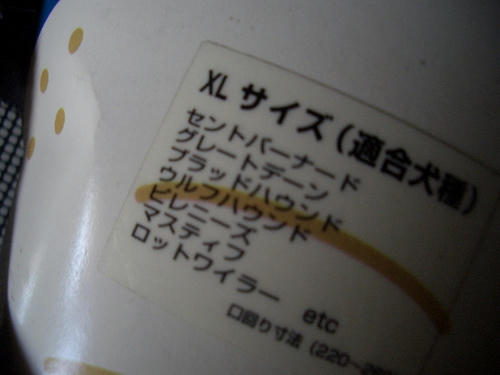 XL サイズ (適合犬種)
セントバーナード
グレートデーン
ブラッドハウンド
ウルフハウンド
ピレニーズ
マスティフ
ロットワイラー etc
口回り寸法 (220~